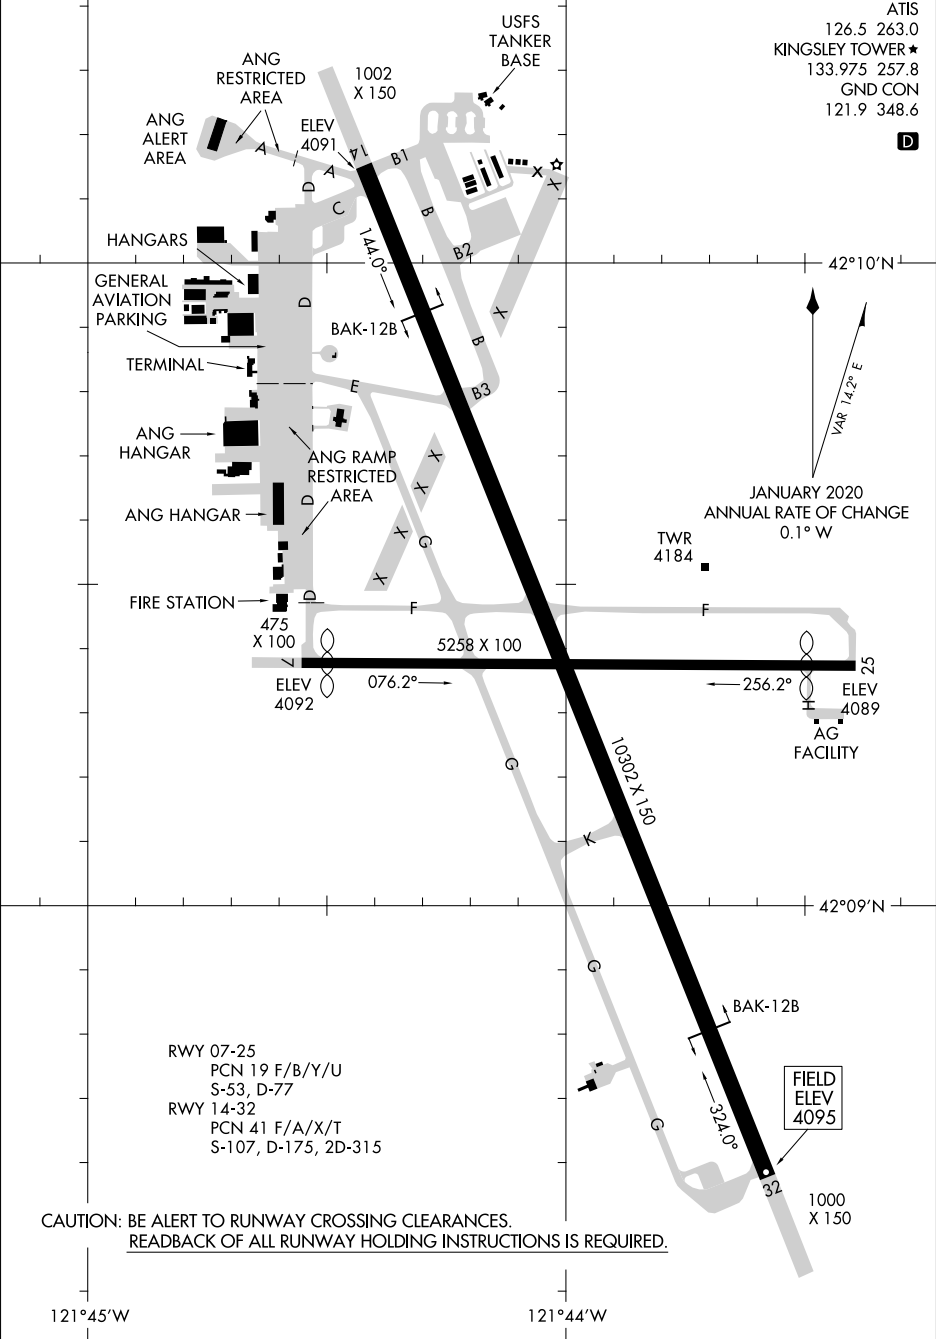 ATIS
126.5 263.0
KINGSLEY TOWER★
133.975 257.8
GND CON
121.9 348.6
D
USFS
TANKER
BASE
ANG
RESTRICTED
AREA
1002
X 150
ANG
ALERT
AREA
ELEV
4091
14
A
A
B1
X
X
D
C
B
HANGARS
144.0°
B2
42°10'N
GENERAL
AVIATION
PARKING
D
X
BAK-12B
B
TERMINAL
E
B3
VAR 14.2° E
ANG
HANGAR
ANG RAMP
RESTRICTED
AREA
X
X
D
JANUARY 2020
ANNUAL RATE OF CHANGE
0.1° W
ANG HANGAR
X
G
TWR
4184
X
FIRE STATION
D
F
F
475
X 100
5258 X 100
7
25
ELEV
4092
076.2°
256.2°
ELEV
4089
H
AG
FACILITY
G
10302 X 150
K
42°09'N
G
BAK-12B
RWY 07-25
PCN 19 F/B/Y/U
S-53, D-77
RWY 14-32
PCN 41 F/A/X/T
S-107, D-175, 2D-315
FIELD
ELEV
4095
324.0°
G
32
1000
X 150
CAUTION: BE ALERT TO RUNWAY CROSSING CLEARANCES.
READBACK OF ALL RUNWAY HOLDING INSTRUCTIONS IS REQUIRED.
121°45'W
121°44'W